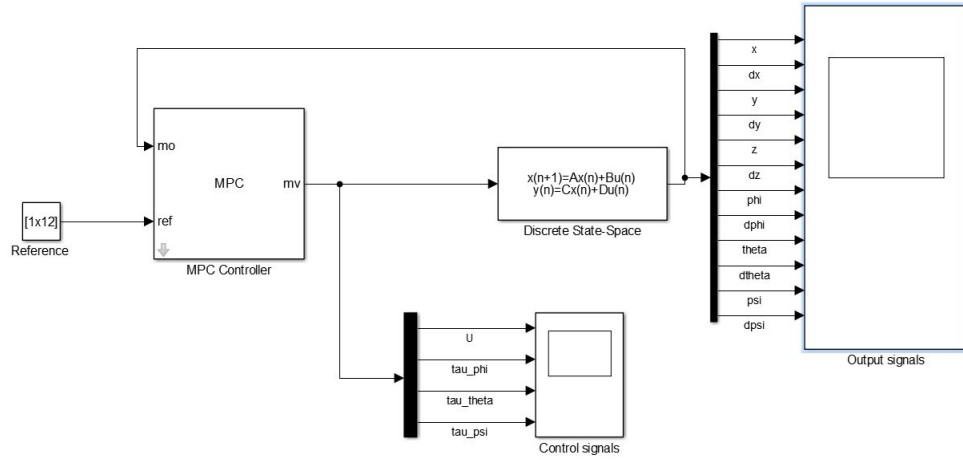 x
dx
y
dy
z
dz
phi
dphi
theta
dtheta
psi
dpsi
Output signals
mo
MPC
mv
ref
MPC Controller
[1x12]
Reference
x(n+1)=Ax(n)+Bu(n)
y(n)=Cx(n)+Du(n)
Discrete State-Space
U
tau_phi
tau_theta
tau_psi
Control signals